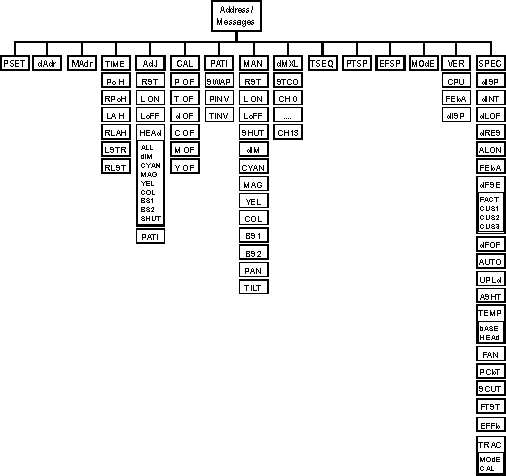 Address/
Messages
PSET
dAdr
MAdr
TIME
AdJ
CAL
PATI
MAN
dMXL
TSEQ
PTSP
EFSP
MOdE
VER
SPEC
PoH
RPoH
LAH
RLAH
LSTR
RLST
RST
LON
LoFF
HEAd
ALL
dIM
CYAN
MAG
YEL
COL
BS1
BS2
SHUT
PATI
P OF
T OF
d OF
C OF
M OF
Y OF
SWAP
PINV
TINV
RST
LON
LoFF
SHUT
dIM
CYAN
MAG
YEL
COL
BS1
BS2
PAN
TILT
STCO
CH0
....
CH18
CPU
FEbA
dISP
dISP
dINT
dLOF
dRES
ALON
FEbA
dFSE
FACT
CUS1
CUS2
CUS3
dFOF
AUTO
UPLd
ASHT
TEMP
bASE
HEAd
FAN
PCbT
SCUT
FTST
EFFb
TRAC
MOdE
CAL